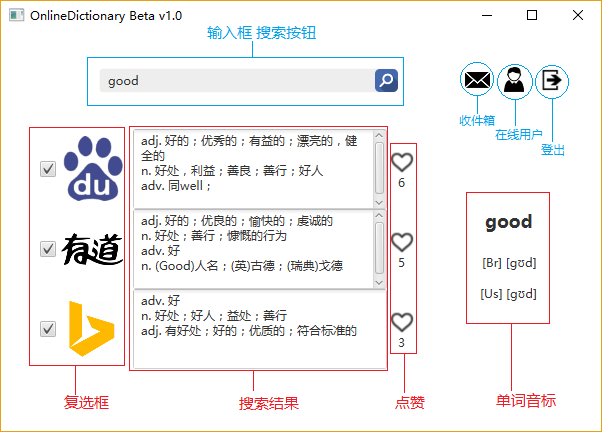 OnlineDictionary Beta v1.0
输入框 搜索按钮
good
收件箱
在线用户
登出
du
adj. 好的；优秀的；有益的；漂亮的，健
全的
n. 好处，利益；善良；善行；好人
adv. 同well；
6
good
[Br] [gʊd]
[Us] [gʊd]
有道
adj. 好的；优良的；愉快的；虔诚的
n. 好处；善行；慷慨的行为
adv. 好
n. (Good)人名；(英)古德；(瑞典)戈德
5
adv. 好
n. 好处；好人；益处；善行
adj. 有好处；好的；优质的；符合标准的
3
复选框
搜索结果
点赞
单词音标